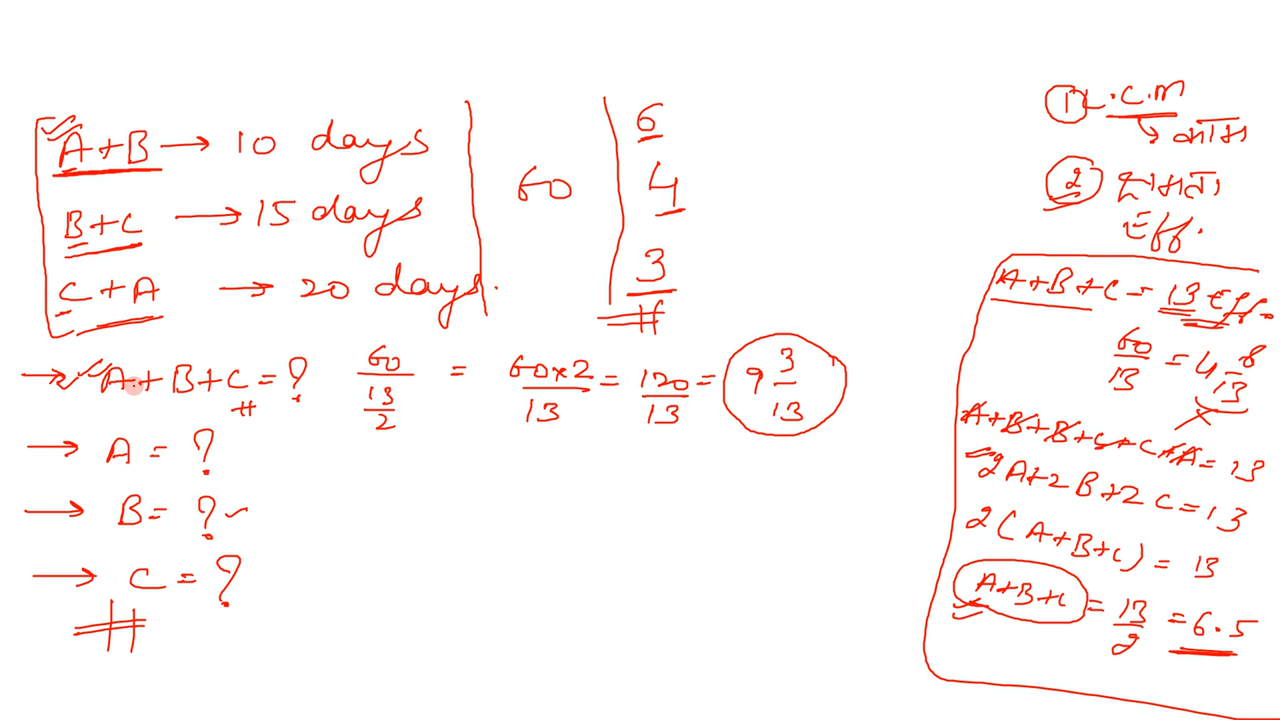 A+B → 10 days
B+C → 15 days
C+A → 20 days.
60
6
4
3
→ A+B+C = ? 60/(13/2) = 60×2/13 = 120/13 = 9 3/13
→ A = ?
→ B = ?
→ C = ?
① L.C.M
②
Eff.
A+B+C = 13 Eff.
60/13 = 4 8/13
A+B+B+C+C+A = 13
2A+2B+2C = 13
2(A+B+C) = 13
A+B+C = 13/2 = 6.5